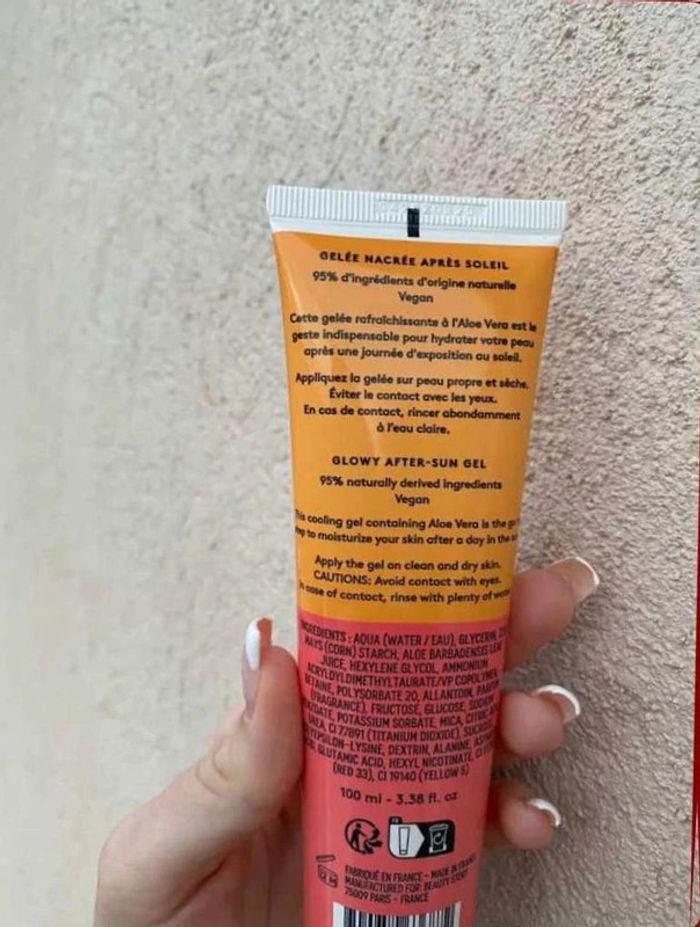 GELÉE NACRÉE APRÈS SOLEIL
95% d'ingrédients d'origine naturelle
Vegan
Cette gelée rafraîchissante à l'Aloe Vera est le
geste indispensable pour hydrater votre peau
après une journée d'exposition au soleil.
Appliquez la gelée sur peau propre et sèche.
Éviter le contact avec les yeux.
En cas de contact, rincer abondamment
à l'eau claire.
GLOWY AFTER-SUN GEL
95% naturally derived ingredients
Vegan
This cooling gel containing Aloe Vera is the
to moisturize your skin after a day in the
Apply the gel on clean and dry skin.
CAUTIONS: Avoid contact with eyes.
case of contact, rinse with plenty of
INGREDIENTS : AQUA (WATER / EAU), GLYCERIN,
MAYS (CORN) STARCH, ALOE BARBADENSIS LEAF
JUICE, HEXYLENE GLYCOL, AMMONIUM
ACRYLOYLDIMETHYLTAURATE/VP COPOLYMER,
POLYSORBATE 20, ALLANTOIN,
(FRAGRANCE), FRUCTOSE, GLUCOSE,
POTASSIUM SORBATE, MICA,
UREA, CI 77891 (TITANIUM DIOXIDE),
DEXTRIN, ALANINE,
GLUTAMIC ACID, HEXYL NICOTINATE,
(RED 33), CI 19140 (YELLOW 5)
100 ml - 3.38 fl. oz
FABRIQUÉ EN FRANCE - MADE IN FRANCE
MANUFACTURED FOR: BEAUTY
75009 PARIS - FRANCE